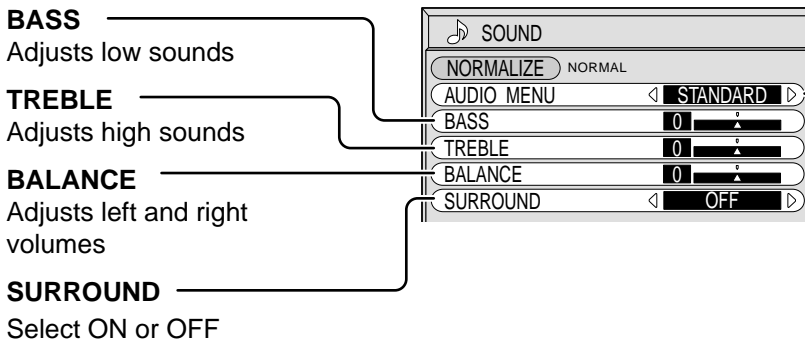 BASS
Adjusts low sounds
TREBLE
Adjusts high sounds
BALANCE
Adjusts left and right
volumes
SURROUND
Select ON or OFF
SOUND
NORMALIZE NORMAL
AUDIO MENU STANDARD
BASS 0
TREBLE 0
BALANCE 0
SURROUND OFF